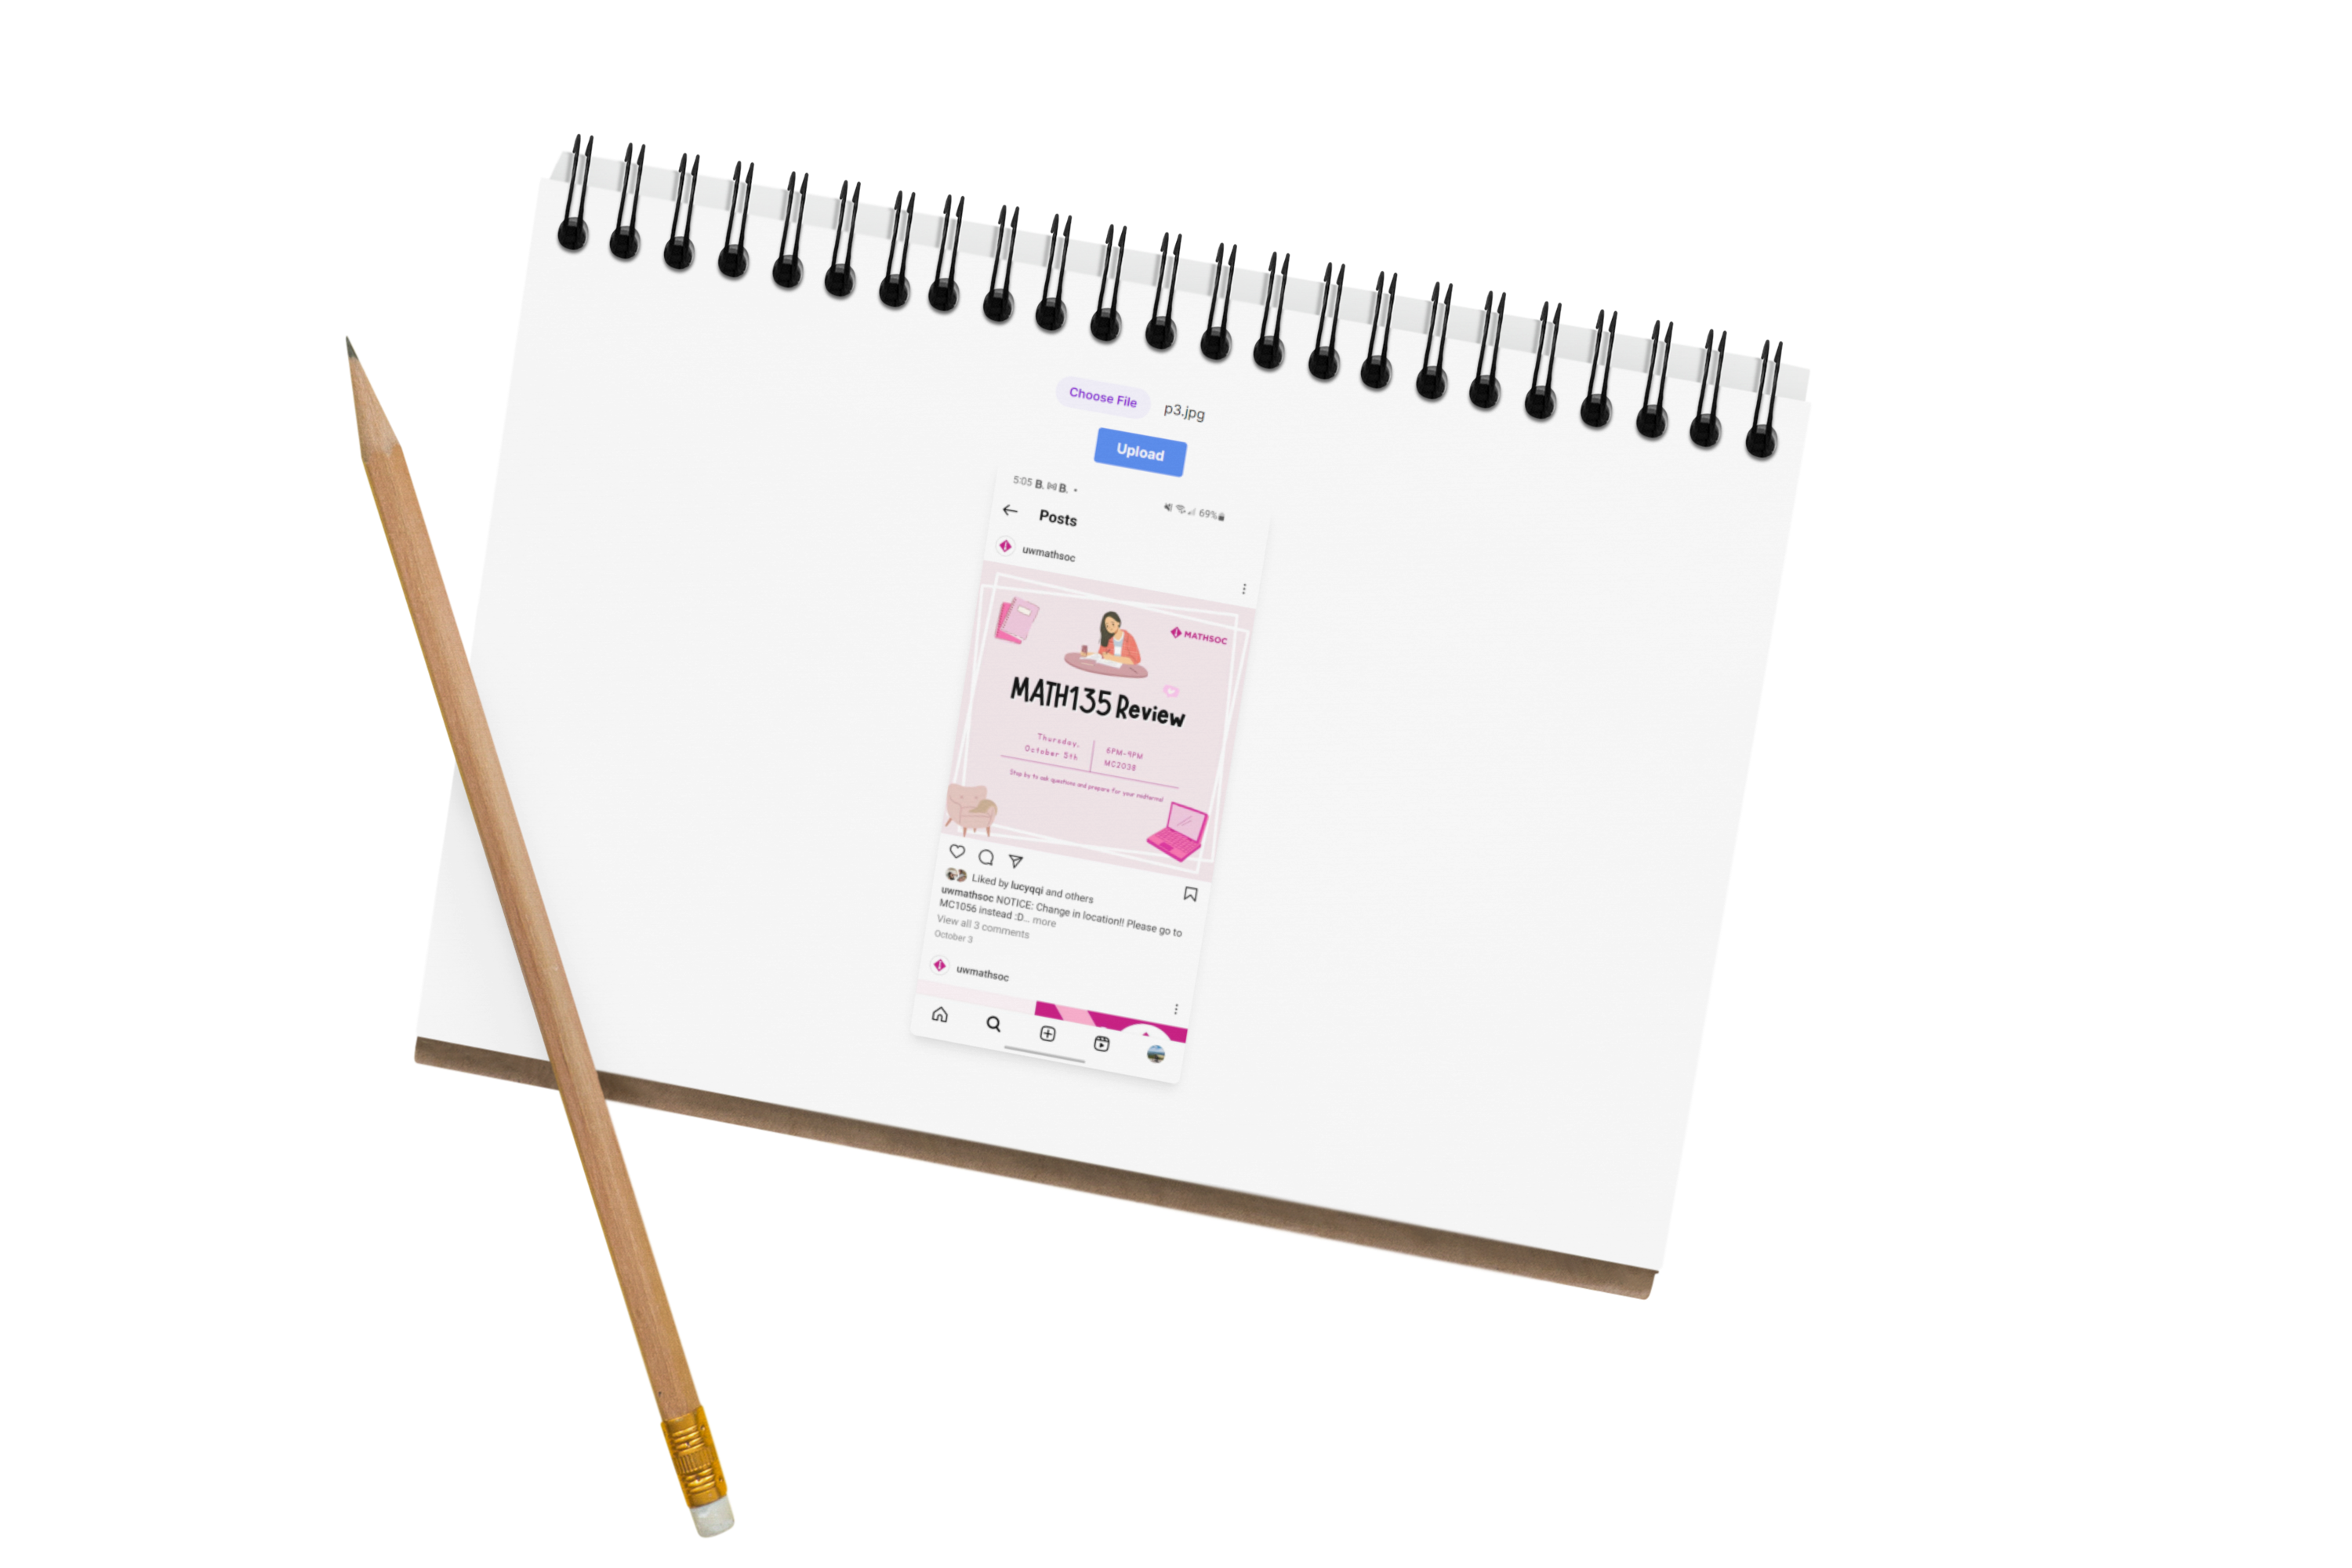 Choose File p3.jpg
Upload
5:05 B. M B. •
69%
Posts
uwmathsoc
MATHSOC
MATH135 Review
Thursday,
October 5th
6PM-9PM
MC2038
Stop by to ask questions and prepare for your midterms!
Liked by lucyqqi and others
uwmathsoc NOTICE: Change in location!! Please go to
MC1056 instead :D... more
View all 3 comments
October 3
uwmathsoc